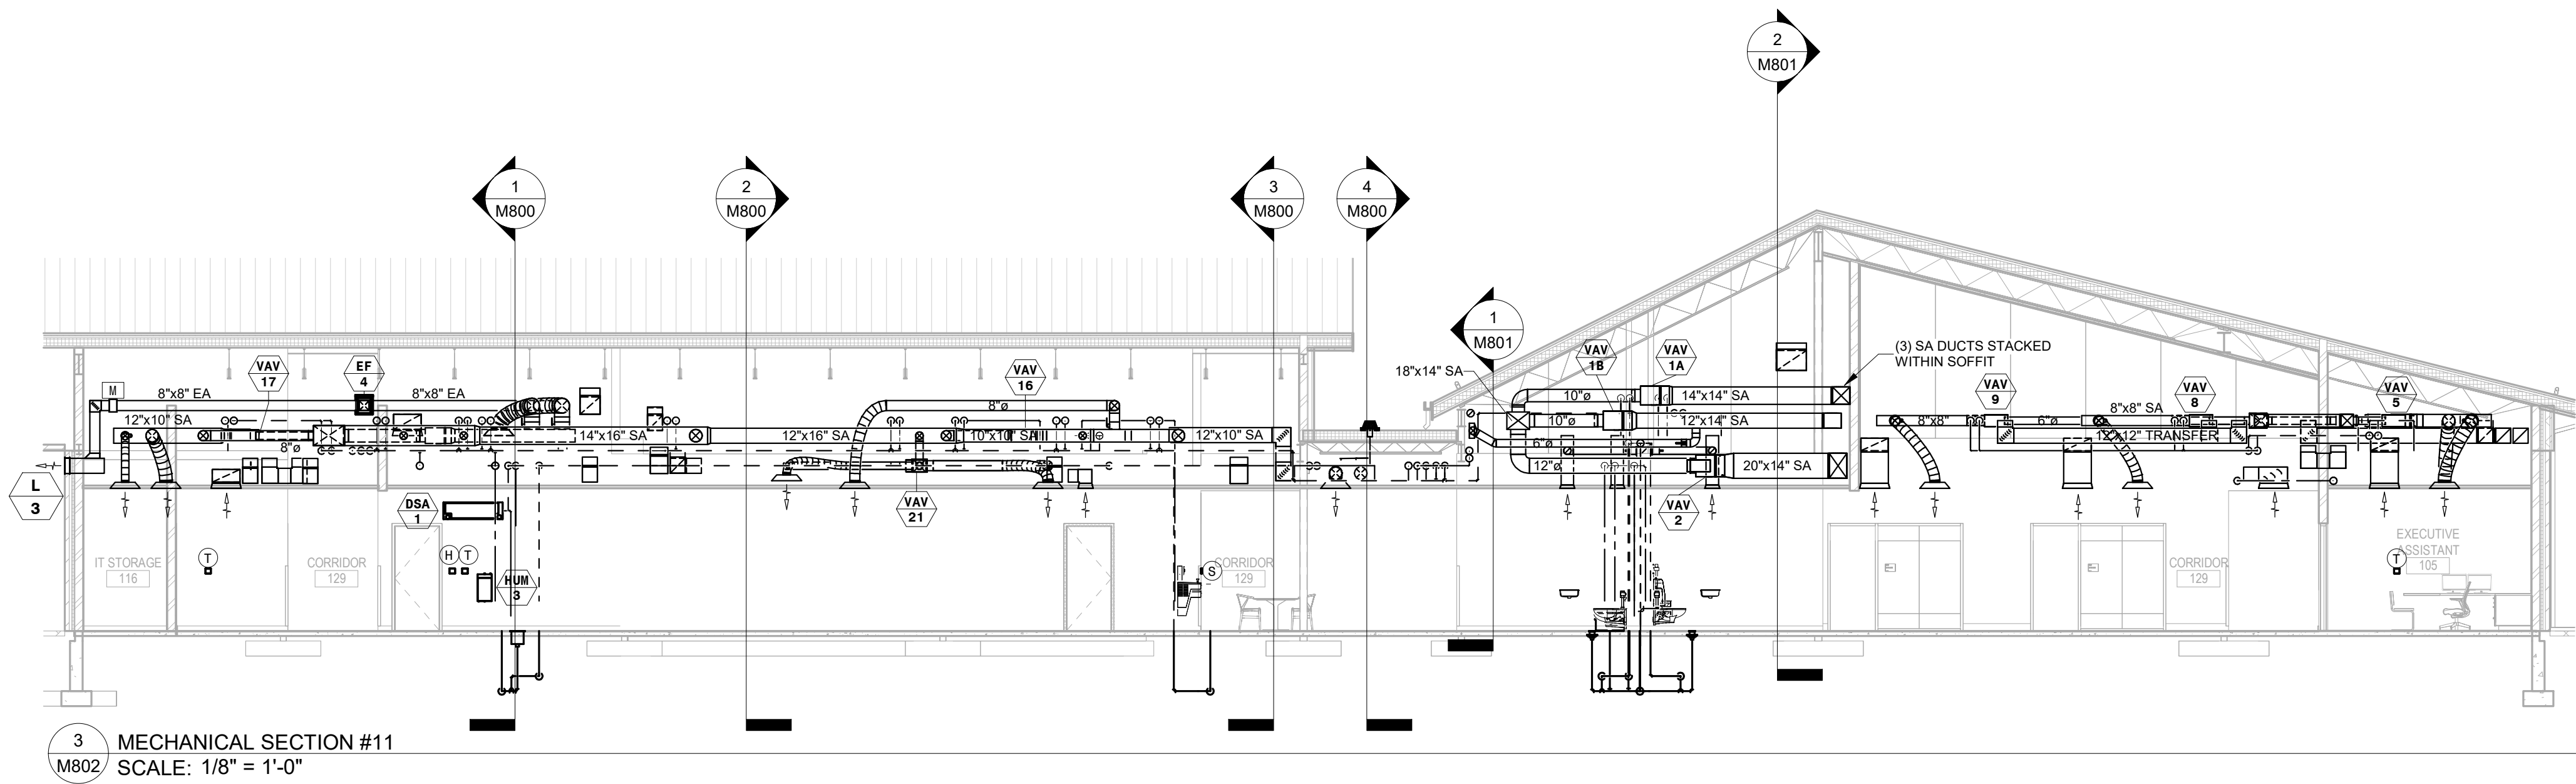 2
M801
1
M800
2
M800
3
M800
4
M800
1
M801
(3) SA DUCTS STACKED
WITHIN SOFFIT
18"x14" SA
VAV
17
EF
4
VAV
16
VAV
1B
VAV
1A
VAV
9
VAV
8
VAV
5
M
8"x8" EA
8"x8" EA
12"x10" SA
8"ø
14"x16" SA
12"x16" SA
8"ø
10"x10" SA
12"x10" SA
10"ø
14"x14" SA
10"ø
12"x14" SA
6"ø
12"ø
20"x14" SA
8"x8"
6"ø
8"x8" SA
12"x12" TRANSFER
L
3
DSA
1
VAV
21
VAV
2
IT STORAGE
116
T
CORRIDOR
129
H
T
HUM
3
S
CORRIDOR
129
CORRIDOR
129
EXECUTIVE
ASSISTANT
105
T
3
M802
MECHANICAL SECTION #11
SCALE: 1/8" = 1'-0"